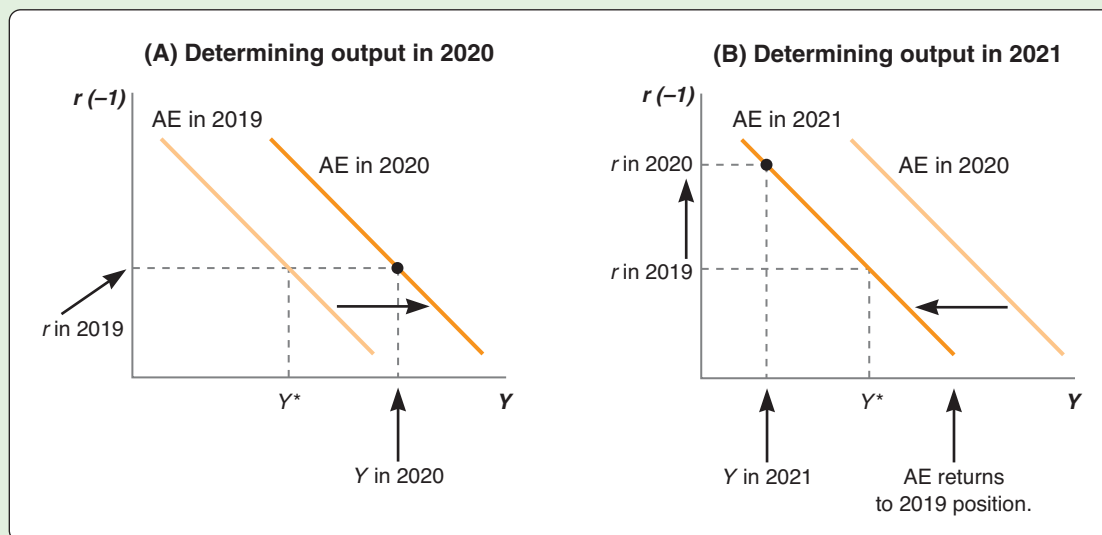 (A) Determining output in 2020
r (–1)
AE in 2019
AE in 2020
r in 2019
Y*
Y
Y in 2020
(B) Determining output in 2021
r (–1)
AE in 2021
AE in 2020
r in 2020
r in 2019
Y*
Y
Y in 2021
AE returns
to 2019 position.